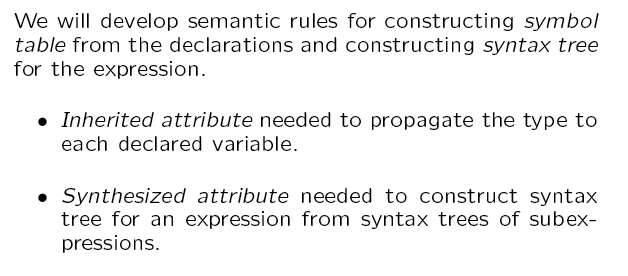 We will develop semantic rules for constructing symbol
table from the declarations and constructing syntax tree
for the expression.
• Inherited attribute needed to propagate the type to
each declared variable.
• Synthesized attribute needed to construct syntax
tree for an expression from syntax trees of subex-
pressions.